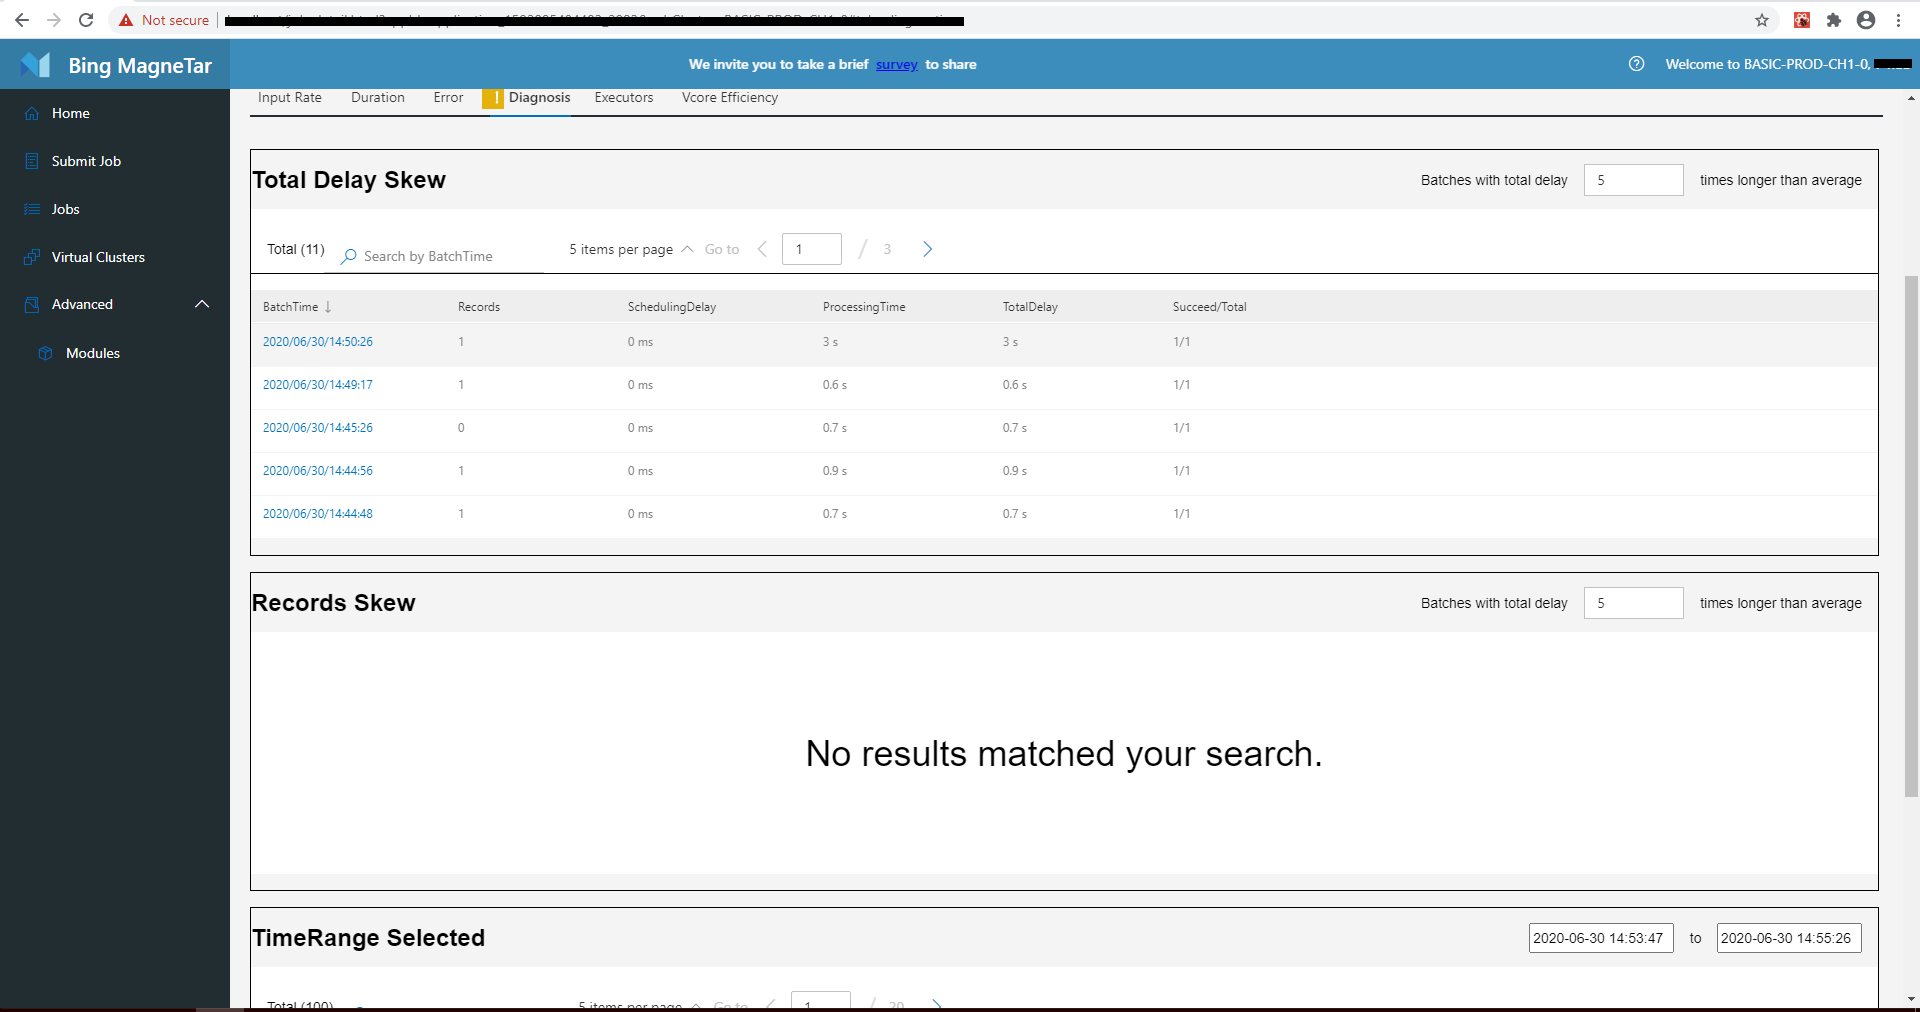 Not secure
Bing MagneTar
We invite you to take a brief survey to share
Welcome to BASIC-PROD-CH1-0,
Home
Submit Job
Jobs
Virtual Clusters
Advanced
Modules
Input Rate Duration Error ! Diagnosis Executors Vcore Efficiency
Total Delay Skew
Batches with total delay 5 times longer than average
Total (11) Search by BatchTime 5 items per page Go to 1 / 3
BatchTime ↓ Records SchedulingDelay ProcessingTime TotalDelay Succeed/Total
2020/06/30/14:50:26 1 0 ms 3 s 3 s 1/1
2020/06/30/14:49:17 1 0 ms 0.6 s 0.6 s 1/1
2020/06/30/14:45:26 0 0 ms 0.7 s 0.7 s 1/1
2020/06/30/14:44:56 1 0 ms 0.9 s 0.9 s 1/1
2020/06/30/14:44:48 1 0 ms 0.7 s 0.7 s 1/1
Records Skew
Batches with total delay 5 times longer than average
No results matched your search.
TimeRange Selected
2020-06-30 14:53:47 to 2020-06-30 14:55:26
Total (100) 5 items per page Go to 1 / 20